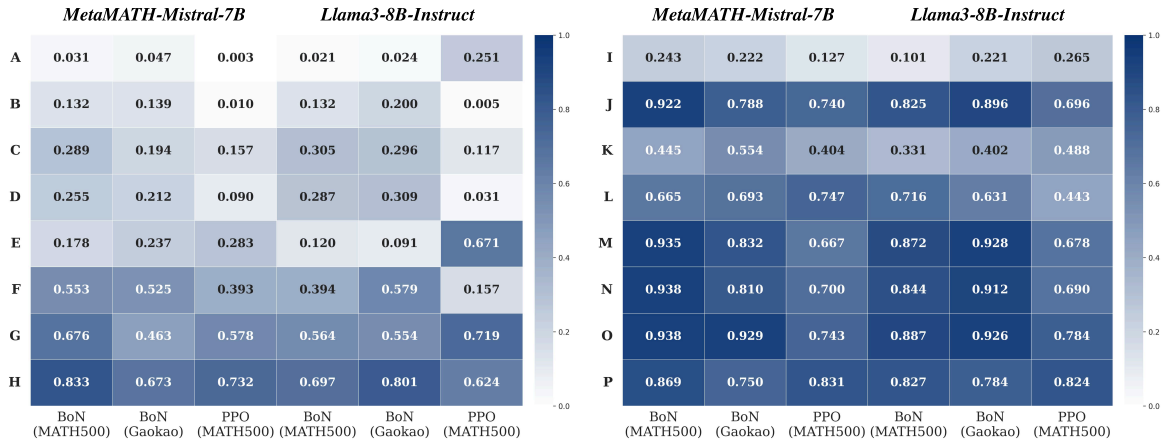 MetaMATH-Mistral-7B Llama3-8B-Instruct
A 0.031 0.047 0.003 0.021 0.024 0.251
B 0.132 0.139 0.010 0.132 0.200 0.005
C 0.289 0.194 0.157 0.305 0.296 0.117
D 0.255 0.212 0.090 0.287 0.309 0.031
E 0.178 0.237 0.283 0.120 0.091 0.671
F 0.553 0.525 0.393 0.394 0.579 0.157
G 0.676 0.463 0.578 0.564 0.554 0.719
H 0.833 0.673 0.732 0.697 0.801 0.624
BoN BoN PPO BoN BoN PPO
(MATH500) (Gaokao) (MATH500) (MATH500) (Gaokao) (MATH500)
1.0
0.8
0.6
0.4
0.2
0.0
MetaMATH-Mistral-7B Llama3-8B-Instruct
I 0.243 0.222 0.127 0.101 0.221 0.265
J 0.922 0.788 0.740 0.825 0.896 0.696
K 0.445 0.554 0.404 0.331 0.402 0.488
L 0.665 0.693 0.747 0.716 0.631 0.443
M 0.935 0.832 0.667 0.872 0.928 0.678
N 0.938 0.810 0.700 0.844 0.912 0.690
O 0.938 0.929 0.743 0.887 0.926 0.784
P 0.869 0.750 0.831 0.827 0.784 0.824
BoN BoN PPO BoN BoN PPO
(MATH500) (Gaokao) (MATH500) (MATH500) (Gaokao) (MATH500)
1.0
0.8
0.6
0.4
0.2
0.0